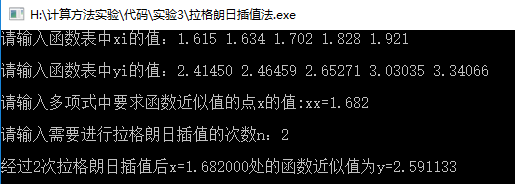 H:\计算方法实验\代码\实验3\拉格朗日插值法.exe
请输入函数表中xi的值：1.615 1.634 1.702 1.828 1.921
请输入函数表中yi的值：2.41450 2.46459 2.65271 3.03035 3.34066
请输入多项式中要求函数近似值的点x的值:xx=1.682
请输入需要进行拉格朗日插值的次数n：2
经过2次拉格朗日插值后x=1.682000处的函数近似值为y=2.591133